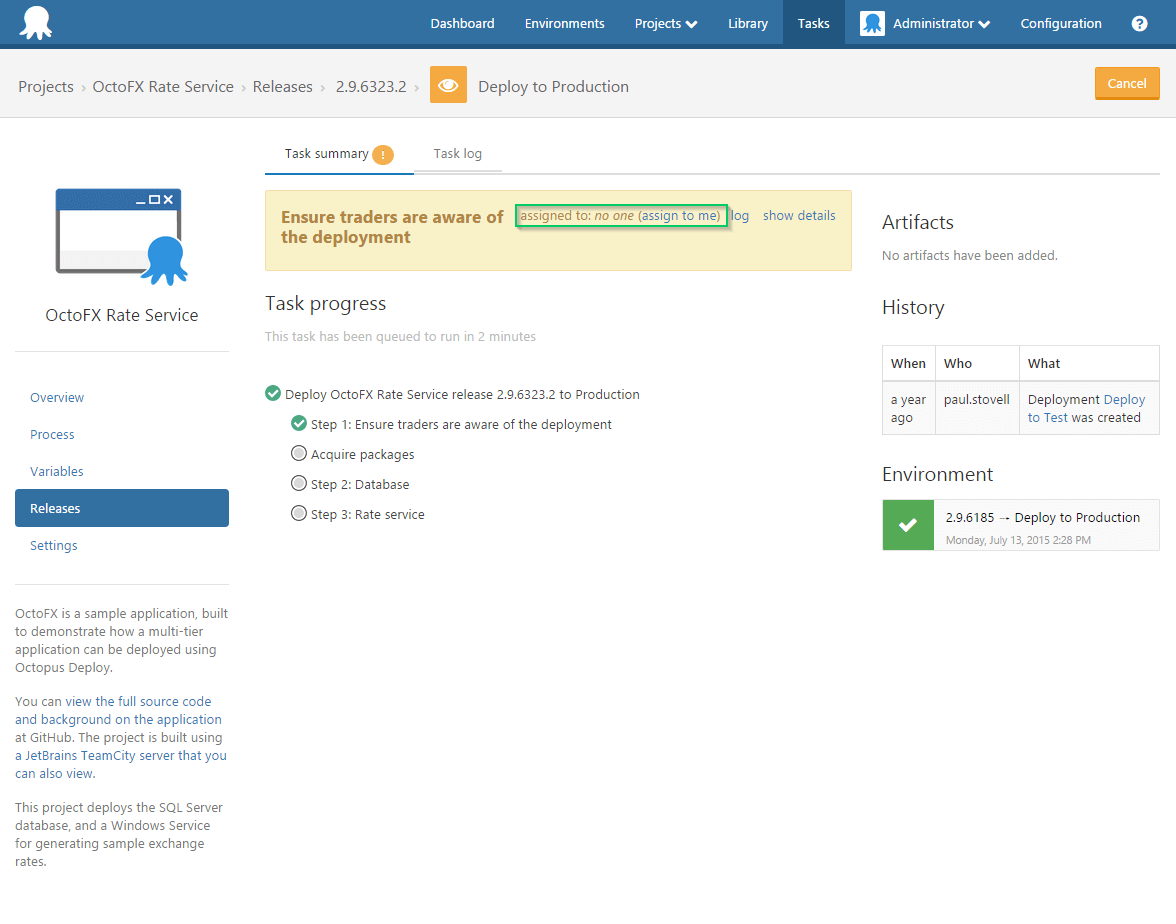 Dashboard Environments Projects Library Tasks Administrator Configuration ?
Projects › OctoFX Rate Service › Releases › 2.9.6323.2 › Deploy to Production
Cancel
OctoFX Rate Service
Overview
Process
Variables
Releases
Settings
OctoFX is a sample application, built
to demonstrate how a multi-tier
application can be deployed using
Octopus Deploy.
You can view the full source code
and background on the application
at GitHub. The project is built using
a JetBrains TeamCity server that you
can also view.
This project deploys the SQL Server
database, and a Windows Service
for generating sample exchange
rates.
Task summary ! Task log
Ensure traders are aware of
the deployment
assigned to: no one (assign to me) log show details
Task progress
This task has been queued to run in 2 minutes
Deploy OctoFX Rate Service release 2.9.6323.2 to Production
Step 1: Ensure traders are aware of the deployment
Acquire packages
Step 2: Database
Step 3: Rate service
Artifacts
No artifacts have been added.
History
When Who What
a year
ago
paul.stovell
Deployment Deploy
to Test was created
Environment
2.9.6185 → Deploy to Production
Monday, July 13, 2015 2:28 PM